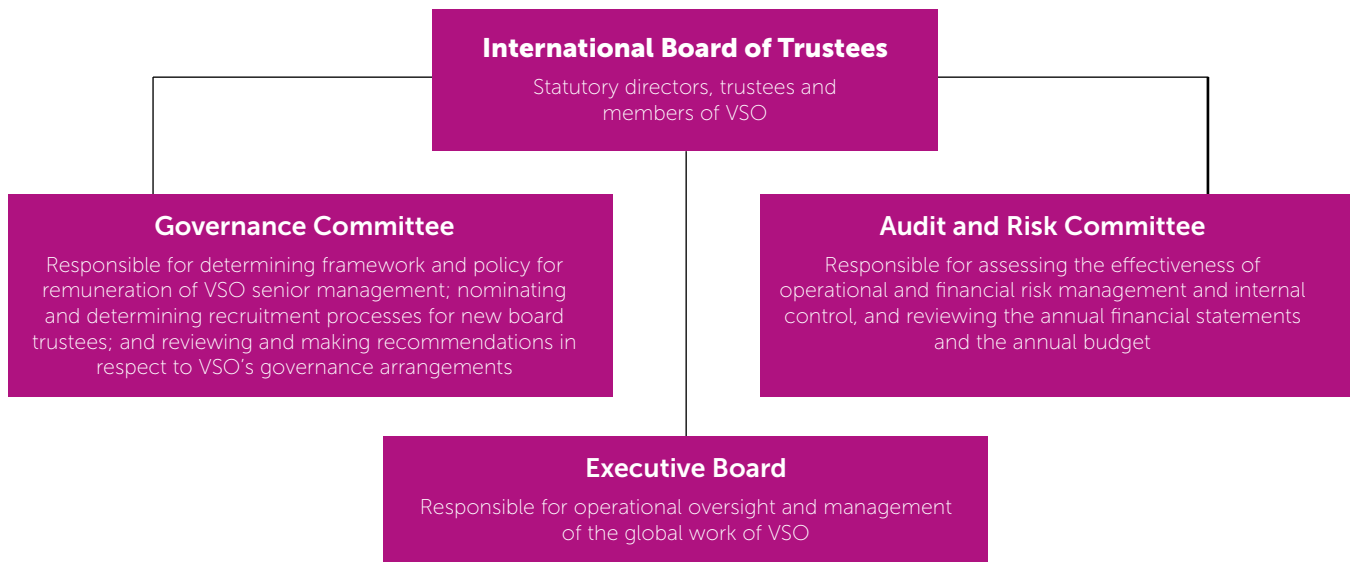 International Board of Trustees
Statutory directors, trustees and
members of VSO
Governance Committee
Responsible for determining framework and policy for
remuneration of VSO senior management; nominating
and determining recruitment processes for new board
trustees; and reviewing and making recommendations in
respect to VSO’s governance arrangements
Audit and Risk Committee
Responsible for assessing the effectiveness of
operational and financial risk management and internal
control, and reviewing the annual financial statements
and the annual budget
Executive Board
Responsible for operational oversight and management
of the global work of VSO